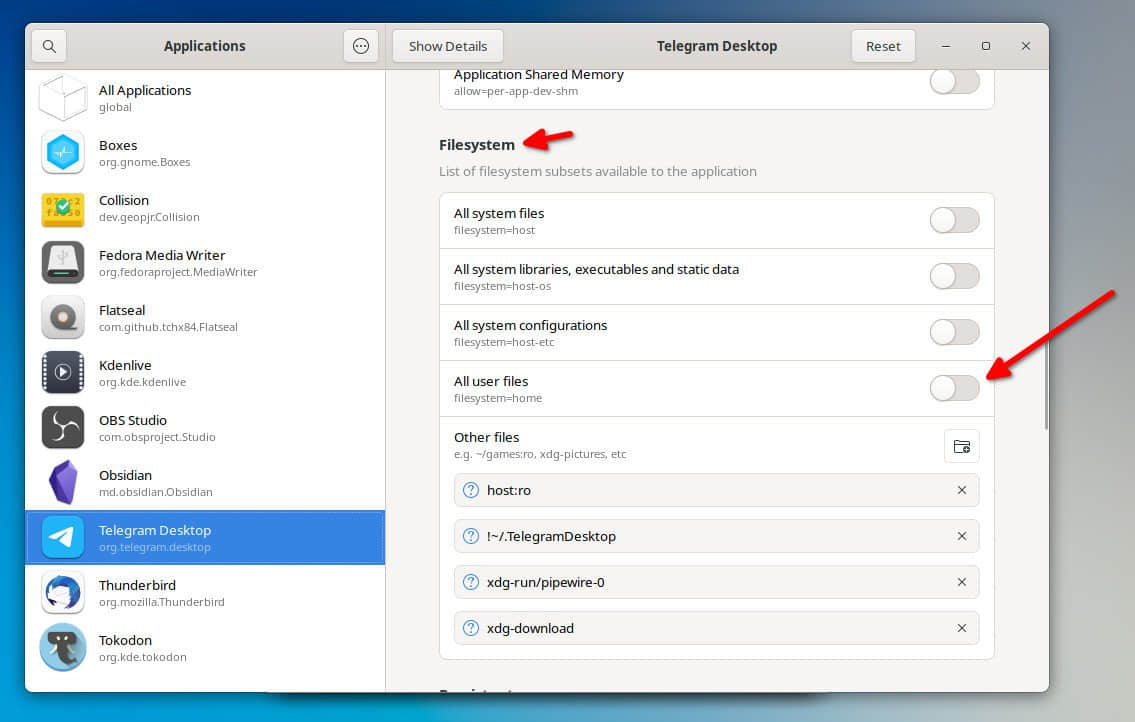 Applications
Show Details
Telegram Desktop
Reset
All Applications
global
Boxes
org.gnome.Boxes
Collision
dev.geopjr.Collision
Fedora Media Writer
org.fedoraproject.MediaWriter
Flatseal
com.github.tchx84.Flatseal
Kdenlive
org.kde.kdenlive
OBS Studio
com.obsproject.Studio
Obsidian
md.obsidian.Obsidian
Telegram Desktop
org.telegram.desktop
Thunderbird
org.mozilla.Thunderbird
Tokodon
org.kde.tokodon
Application Shared Memory
allow=per-app-dev-shm
Filesystem
List of filesystem subsets available to the application
All system files
filesystem=host
All system libraries, executables and static data
filesystem=host-os
All system configurations
filesystem=host-etc
All user files
filesystem=home
Other files
e.g. ~/games:ro, xdg-pictures, etc
host:ro
!~/.TelegramDesktop
xdg-run/pipewire-0
xdg-download